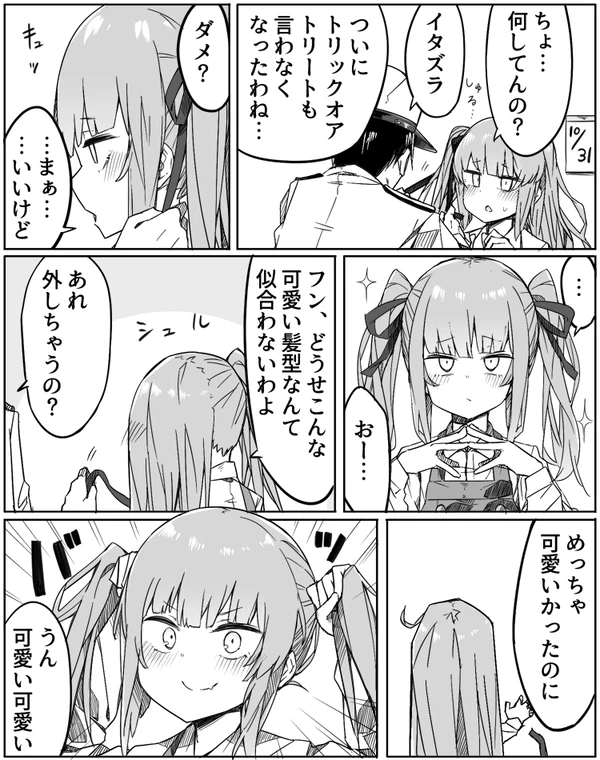 ちょ…
何してんの？
しゅる…
10/31
イタズラ
ついに
トリックオア
トリートも
言わなく
なったわね…
ダメ？
キュッ
…まぁ…
…いいけど
…
おー…
フン、どうせこんな
可愛い髪型なんて
似合わないわよ
シュル
あれ
外しちゃうの？
めっちゃ
可愛いかったのに
うん
可愛い可愛い